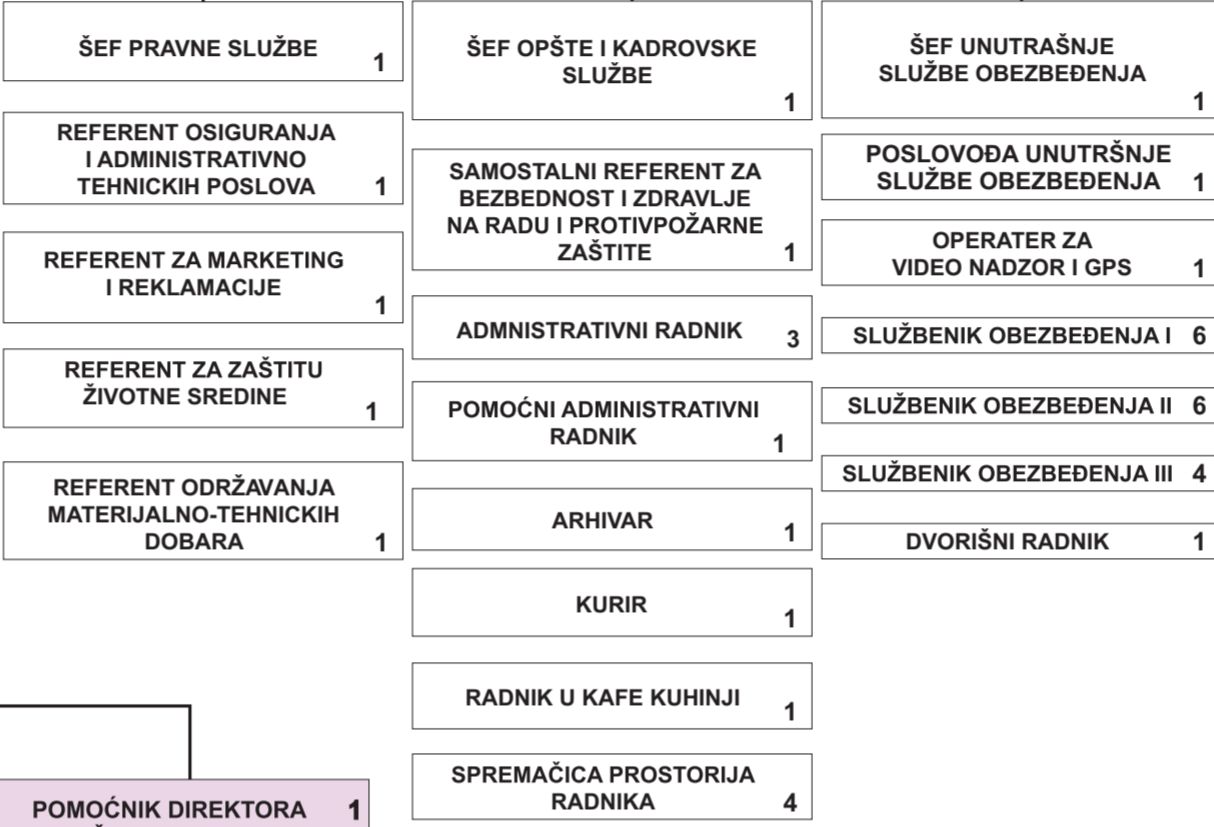 ŠEF PRAVNE SLUŽBE
1
REFERENT OSIGURANJA
I ADMINISTRATIVNO
TEHNICKIH POSLOVA 1
REFERENT ZA MARKETING
I REKLAMACIJE
1
REFERENT ZA ZAŠTITU
ŽIVOTNE SREDINE
1
REFERENT ODRŽAVANJA
MATERIJALNO-TEHNICKIH
DOBARA 1
ŠEF OPŠTE I KADROVSKE
SLUŽBE
1
SAMOSTALNI REFERENT ZA
BEZBEDNOST I ZDRAVLJE
NA RADU I PROTIVPOŽARNE
ZAŠTITE 1
ADMNISTRATIVNI RADNIK 3
POMOĆNI ADMINISTRATIVNI
RADNIK 1
ARHIVAR
1
KURIR
1
RADNIK U KAFE KUHINJI
1
SPREMAČICA PROSTORIJA
RADNIKA 4
ŠEF UNUTRAŠNJE
SLUŽBE OBEZBEĐENJA
1
POSLOVOĐA UNUTRŠNJE
SLUŽBE OBEZBEĐENJA 1
OPERATER ZA
VIDEO NADZOR I GPS 1
SLUŽBENIK OBEZBEĐENJA I 6
SLUŽBENIK OBEZBEĐENJA II 6
SLUŽBENIK OBEZBEĐENJA III 4
DVORIŠNI RADNIK 1
POMOĆNIK DIREKTORA 1